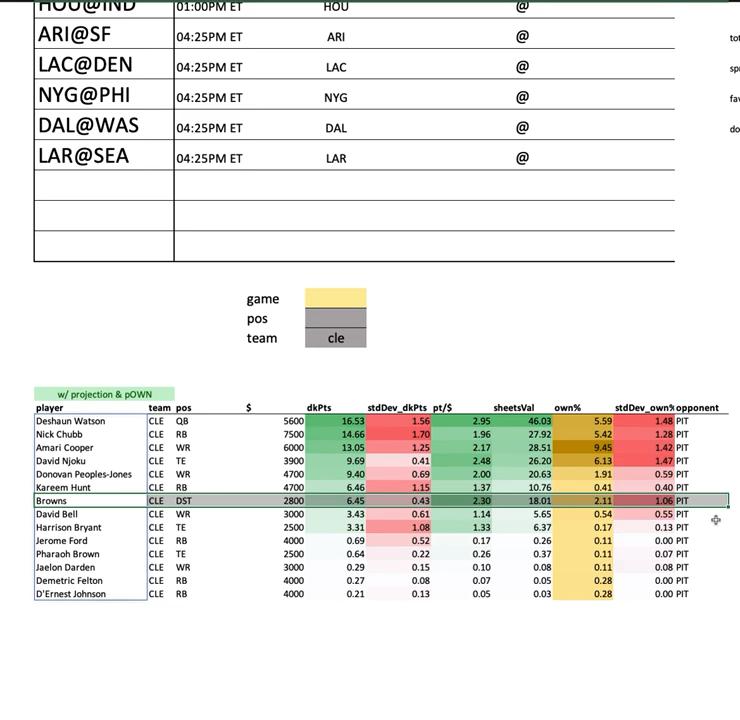 HOU@IND 01:00PM ET HOU @
ARI@SF 04:25PM ET ARI @
tot
LAC@DEN 04:25PM ET LAC @
spr
NYG@PHI 04:25PM ET NYG @
fav
DAL@WAS 04:25PM ET DAL @
do
LAR@SEA 04:25PM ET LAR @
game
pos
team cle
w/ projection & pOWN
player team pos $ dkPts stdDev_dkPts pt/$ sheetsVal own% stdDev_own% opponent
Deshaun Watson CLE QB 5600 16.53 1.56 2.95 46.03 5.59 1.48 PIT
Nick Chubb CLE RB 7500 14.66 1.70 1.96 27.92 5.42 1.28 PIT
Amari Cooper CLE WR 6000 13.05 1.25 2.17 28.51 9.45 1.42 PIT
David Njoku CLE TE 3900 9.69 0.41 2.48 26.20 6.13 1.47 PIT
Donovan Peoples-Jones CLE WR 4700 9.40 0.69 2.00 20.63 1.91 0.59 PIT
Kareem Hunt CLE RB 4700 6.46 1.15 1.37 10.76 0.41 0.40 PIT
Browns CLE DST 2800 6.45 0.43 2.30 18.01 2.11 1.06 PIT
David Bell CLE WR 3000 3.43 0.61 1.14 5.65 0.54 0.55 PIT
Harrison Bryant CLE TE 2500 3.31 1.08 1.33 6.37 0.17 0.13 PIT
Jerome Ford CLE RB 4000 0.69 0.52 0.17 0.26 0.11 0.00 PIT
Pharaoh Brown CLE TE 2500 0.64 0.22 0.26 0.37 0.11 0.07 PIT
Jaelon Darden CLE WR 3000 0.29 0.15 0.10 0.08 0.11 0.08 PIT
Demetric Felton CLE RB 4000 0.27 0.08 0.07 0.05 0.28 0.00 PIT
D'Ernest Johnson CLE RB 4000 0.21 0.13 0.05 0.03 0.28 0.00 PIT